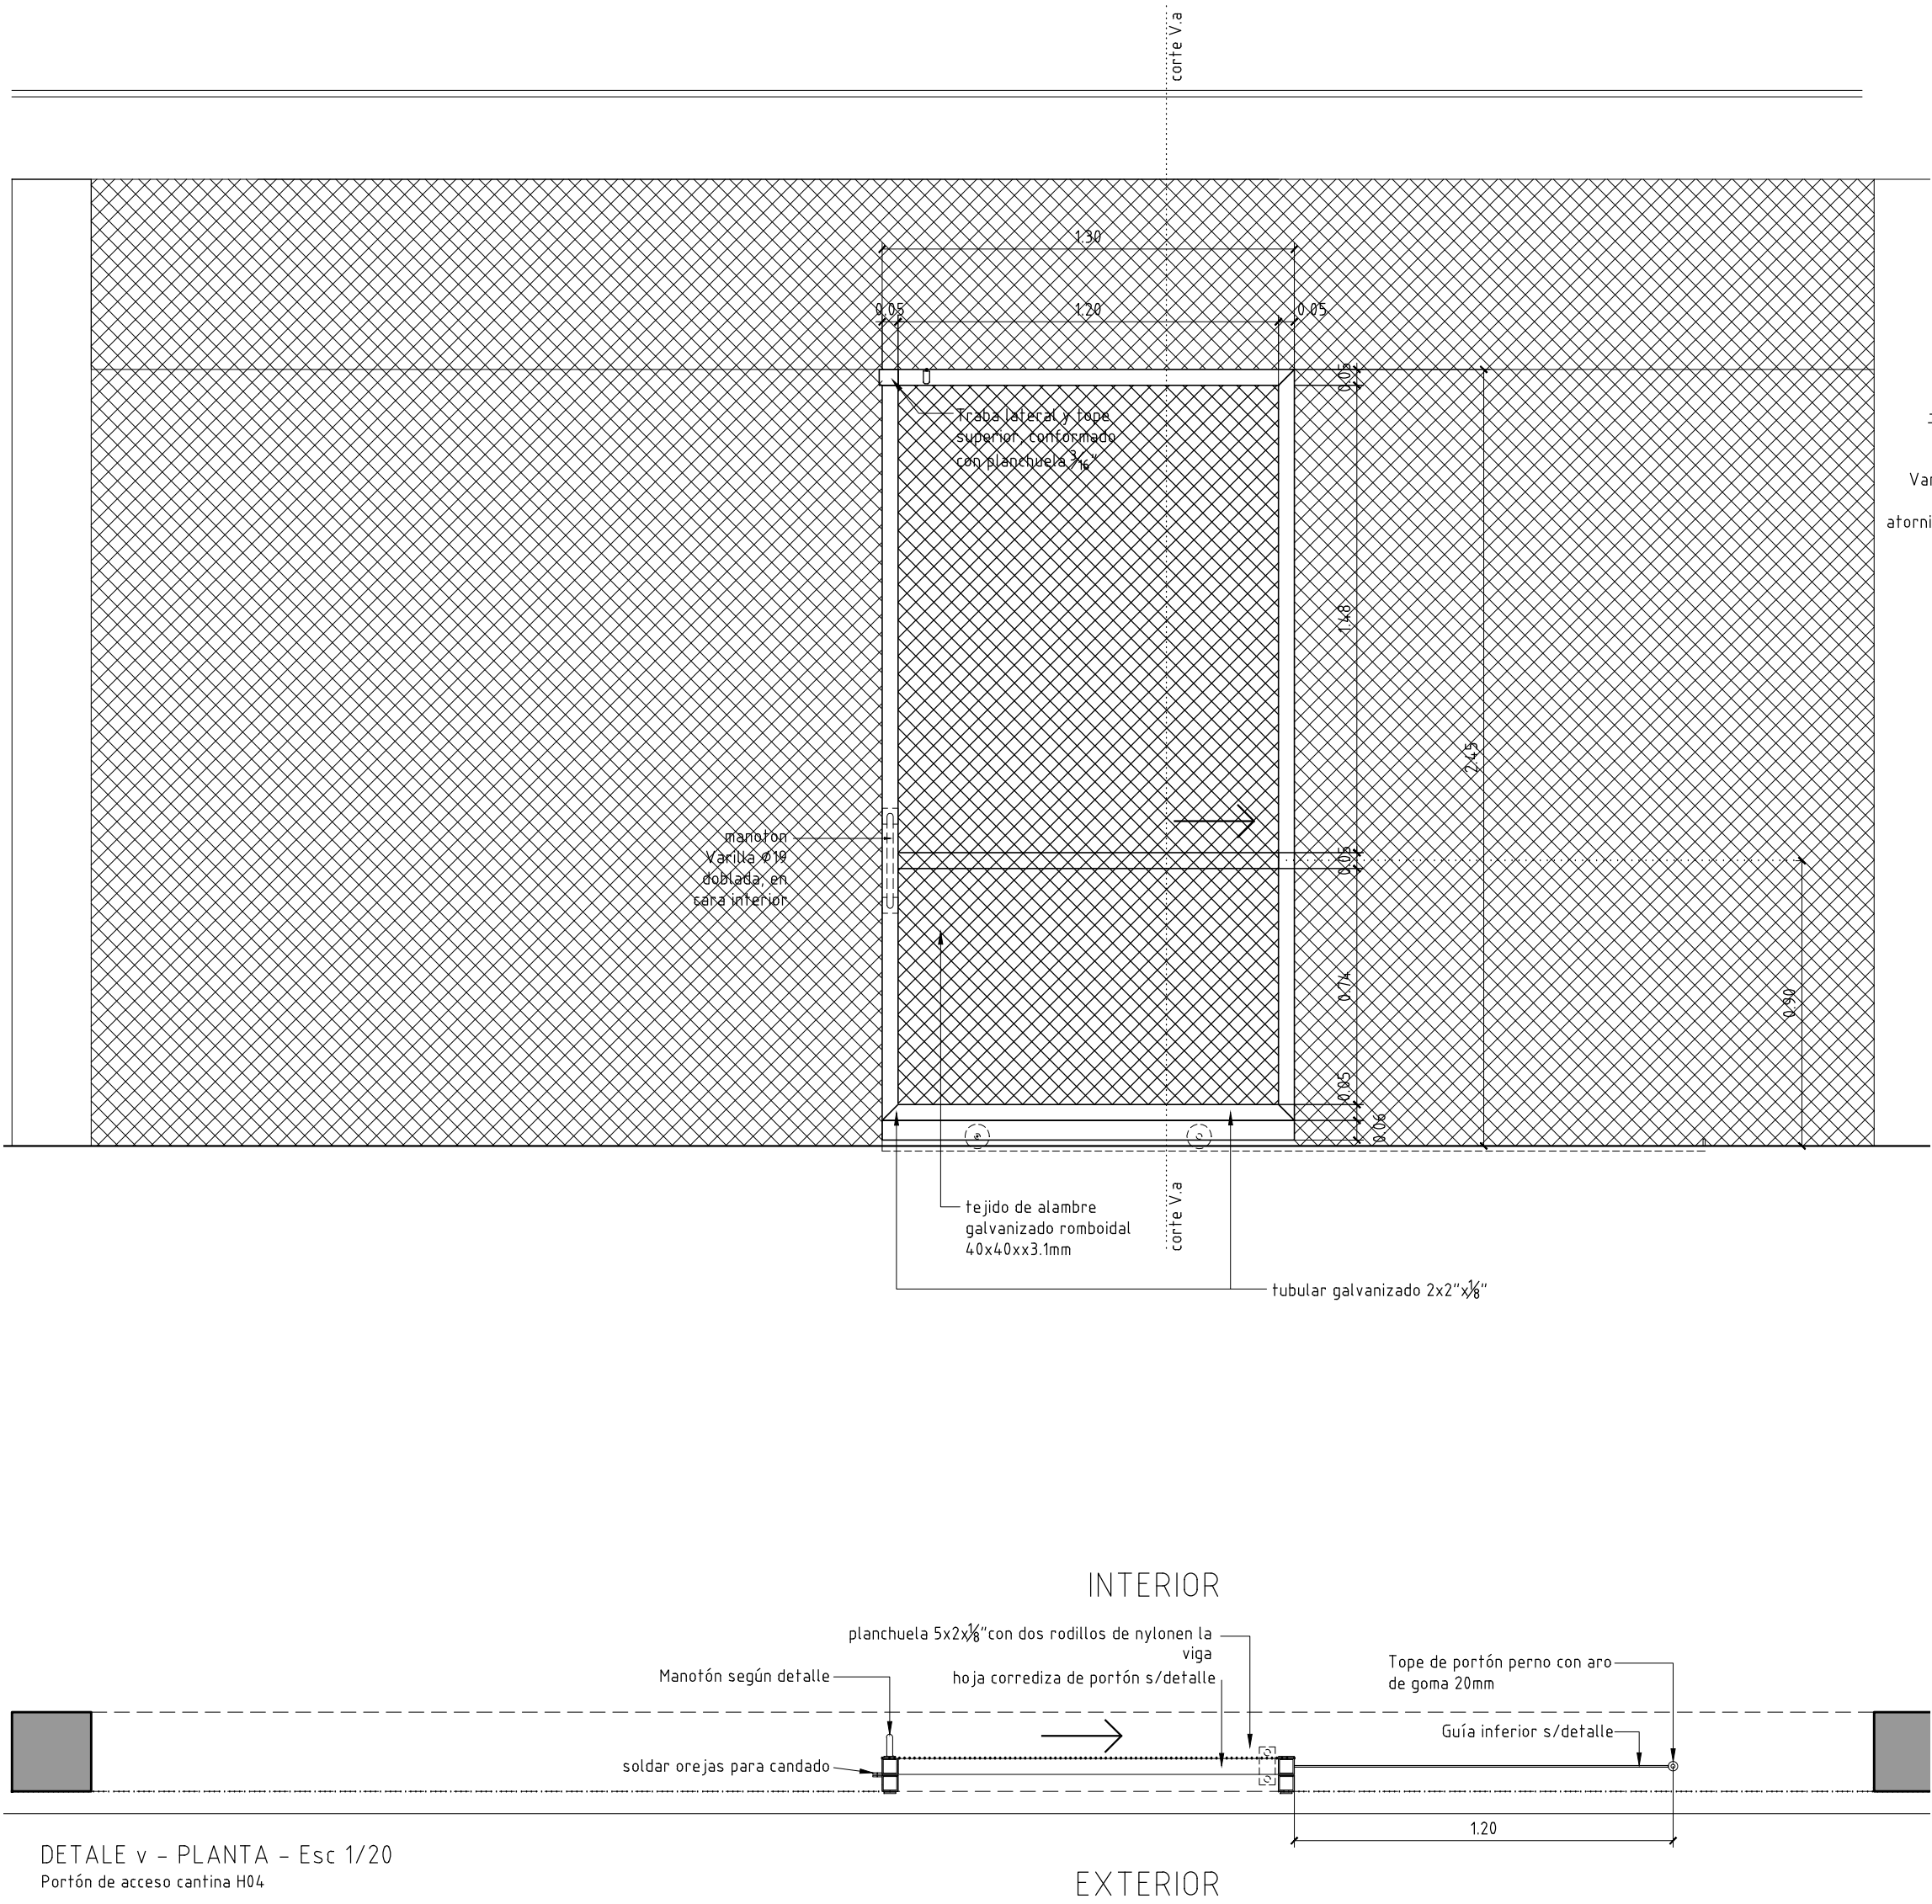 corte V.a
1.30
0.05
1.20
0.05
0.05
Traba lateral y tope
superior, conformado
con planchuela 3/16"
Var
atorni
1.48
2.45
manoton
Varilla Ø19
doblada, en
cara interior
0.05
0.74
0.90
0.05
0.06
corte V.a
tejido de alambre
galvanizado romboidal
40x40xx3.1mm
tubular galvanizado 2x2"x1/8"
INTERIOR
planchuela 5x2x1/8"con dos rodillos de nylonen la
viga
Manotón según detalle
hoja corrediza de portón s/detalle
Tope de portón perno con aro
de goma 20mm
Guía inferior s/detalle
soldar orejas para candado
1.20
DETALE v - PLANTA - Esc 1/20
Portón de acceso cantina H04
EXTERIOR